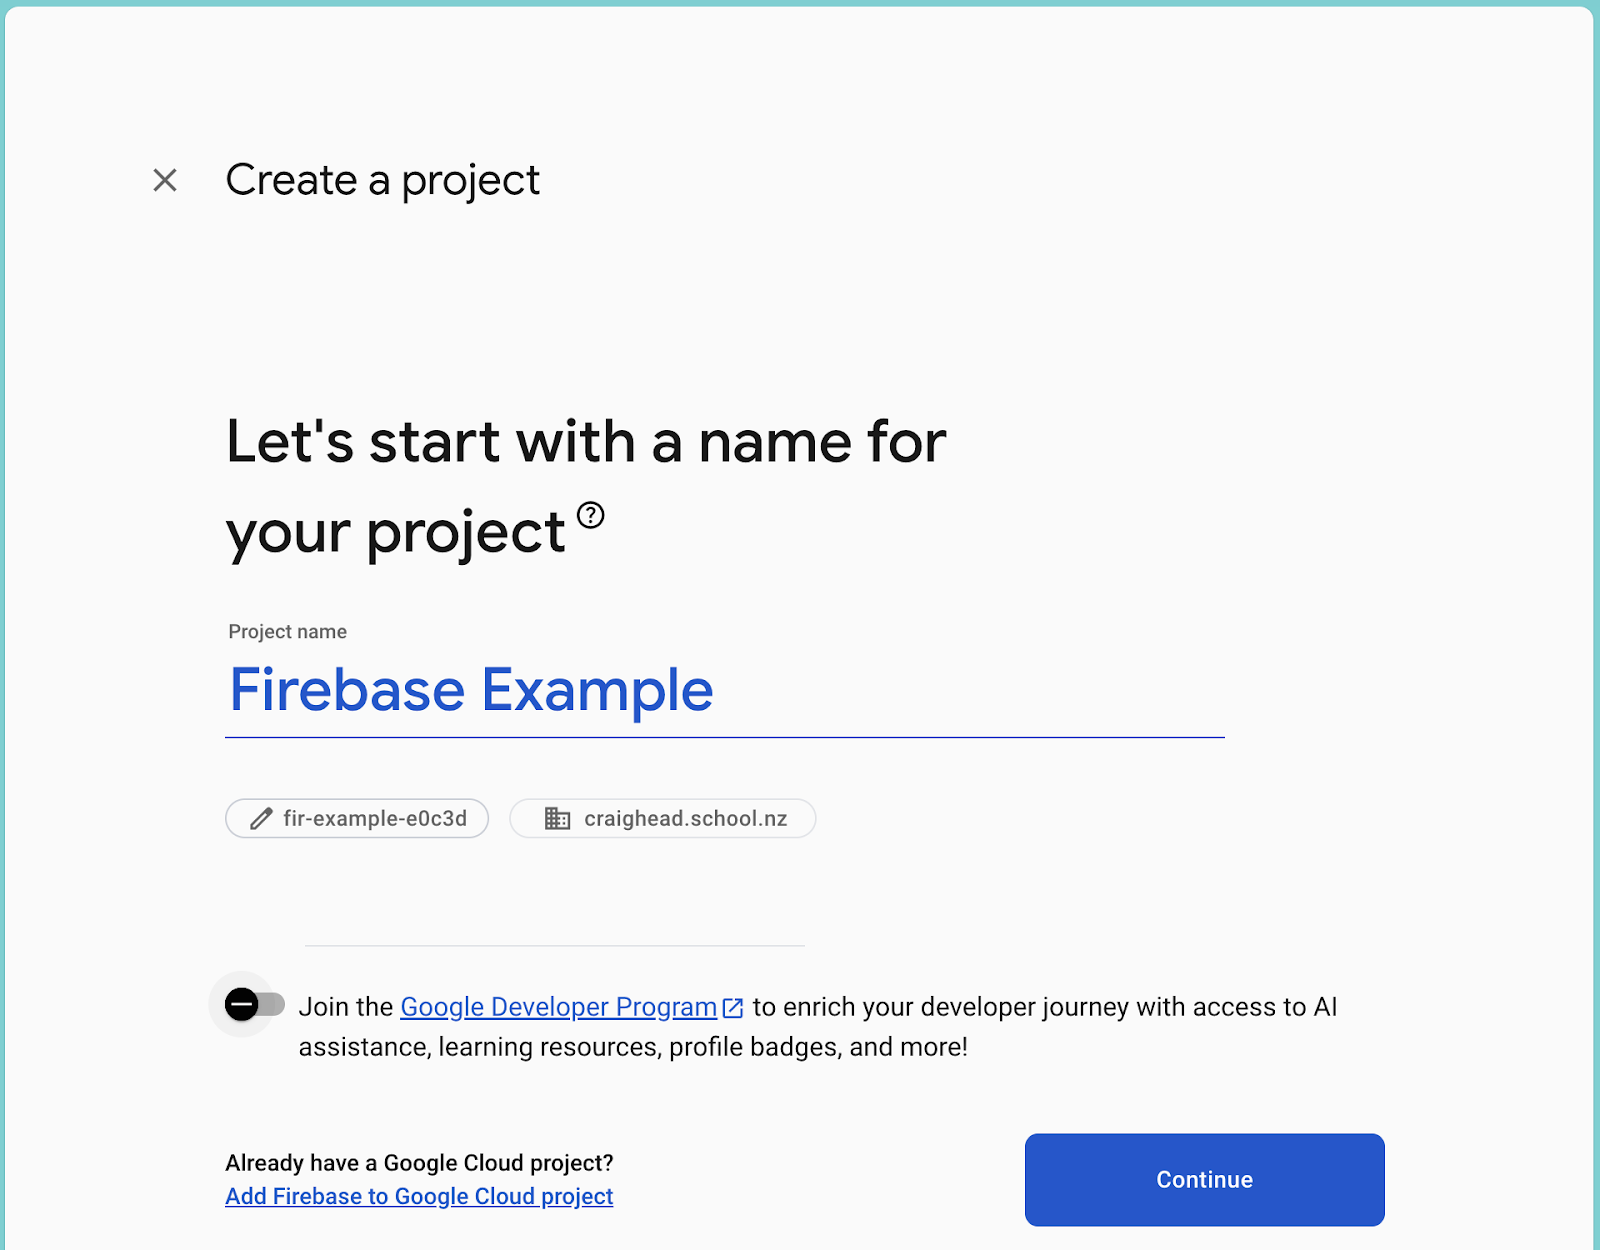 Create a project
Let's start with a name for
your project
Project name
Firebase Example
fir-example-e0c3d
craighead.school.nz
Join the Google Developer Program to enrich your developer journey with access to AI
assistance, learning resources, profile badges, and more!
Already have a Google Cloud project?
Add Firebase to Google Cloud project
Continue